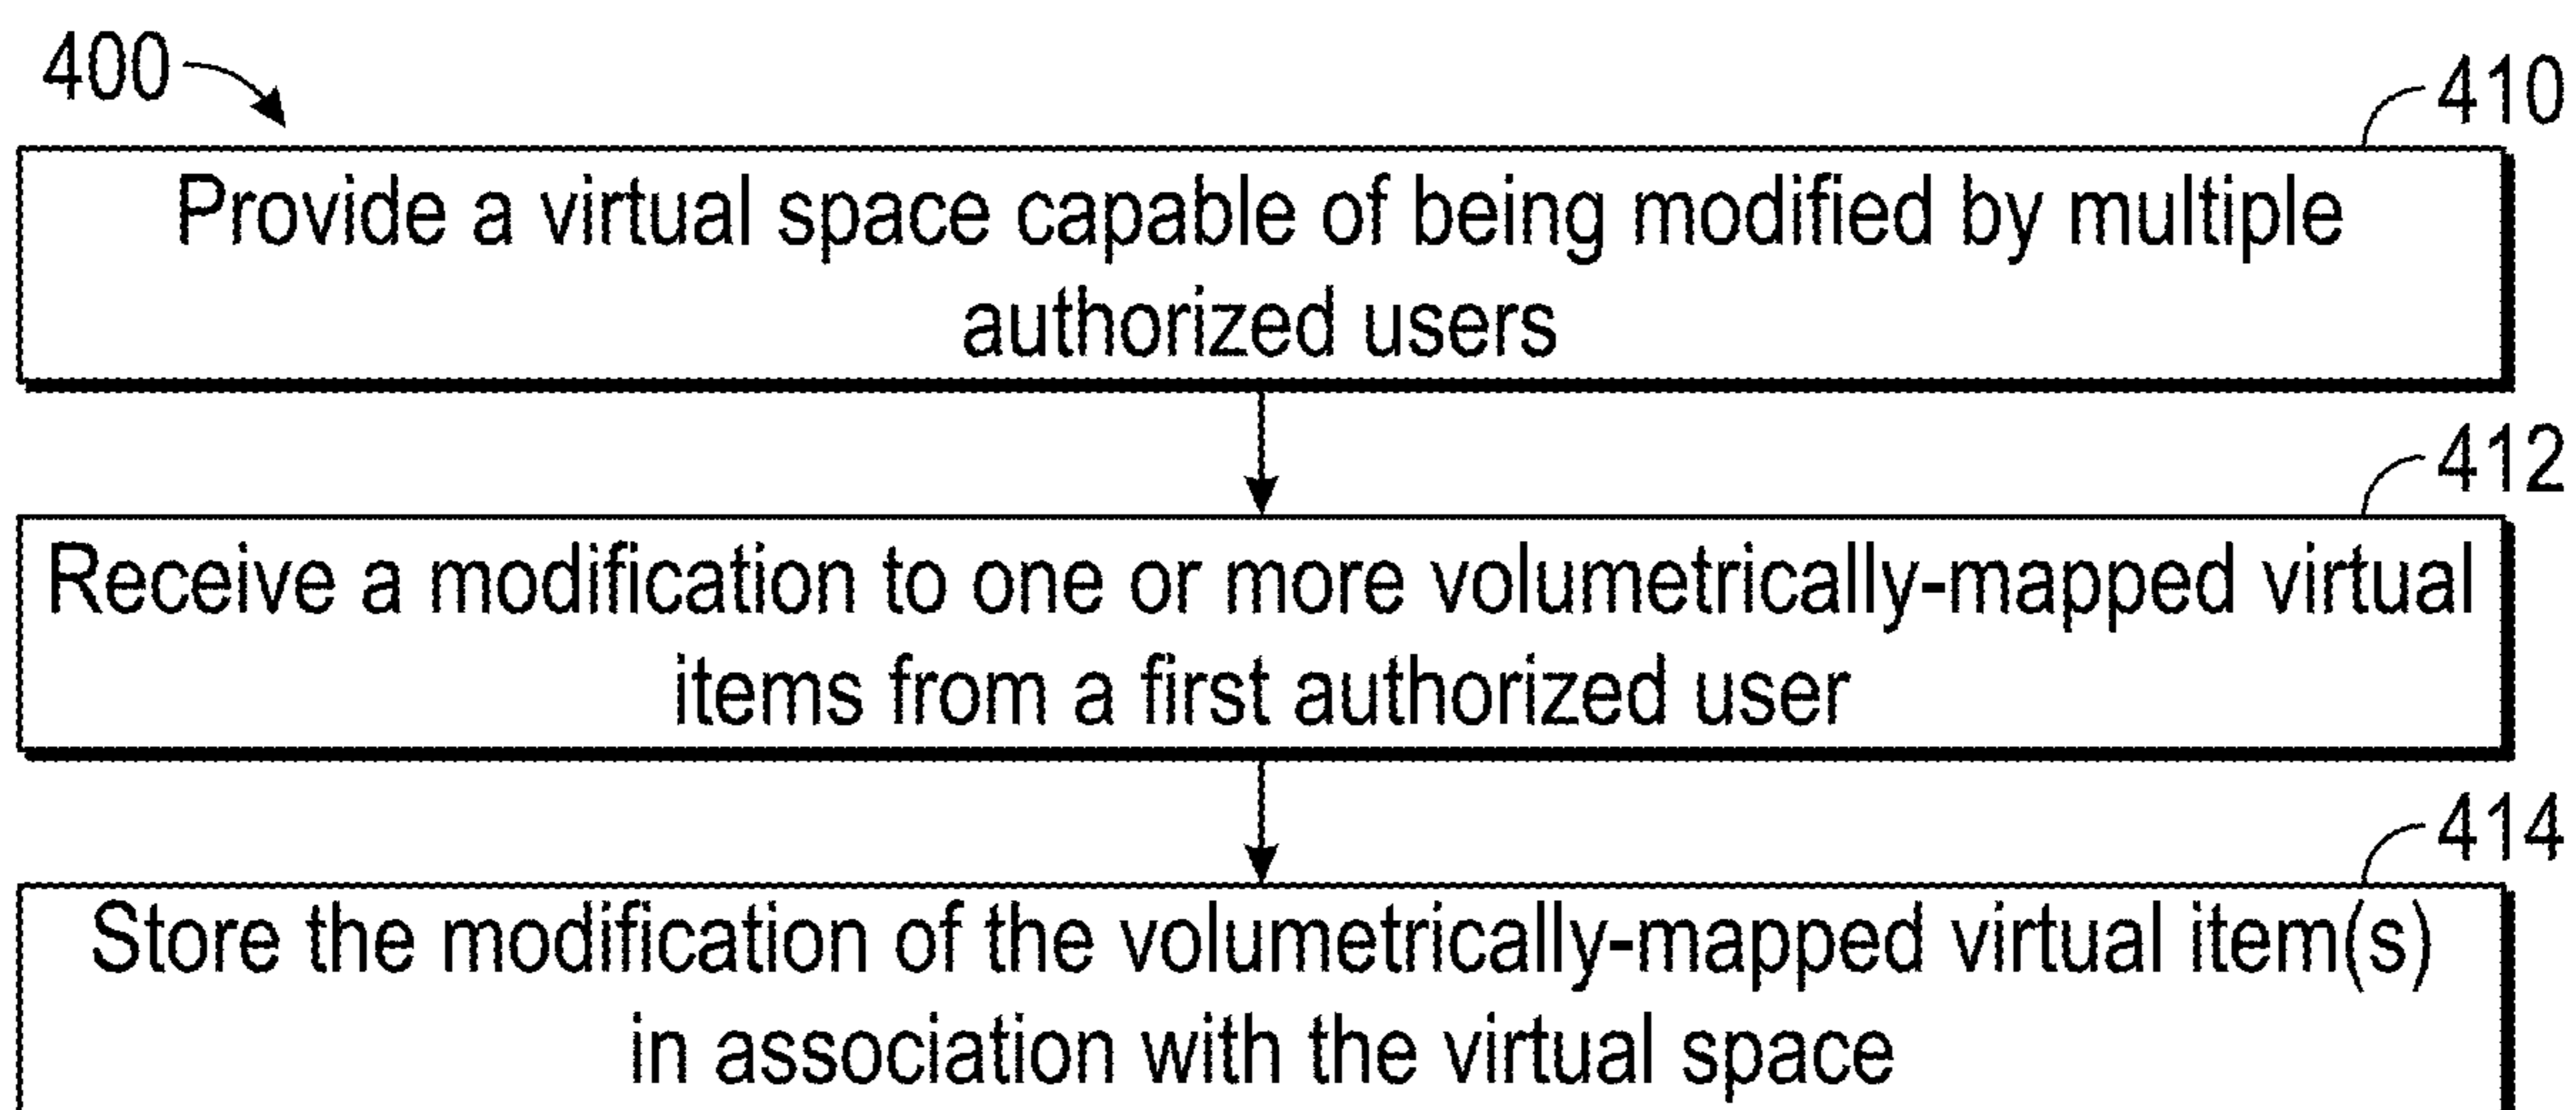 400
410
Provide a virtual space capable of being modified by multiple
authorized users
412
Receive a modification to one or more volumetrically-mapped virtual
items from a first authorized user
414
Store the modification of the volumetrically-mapped virtual item(s)
in association with the virtual space